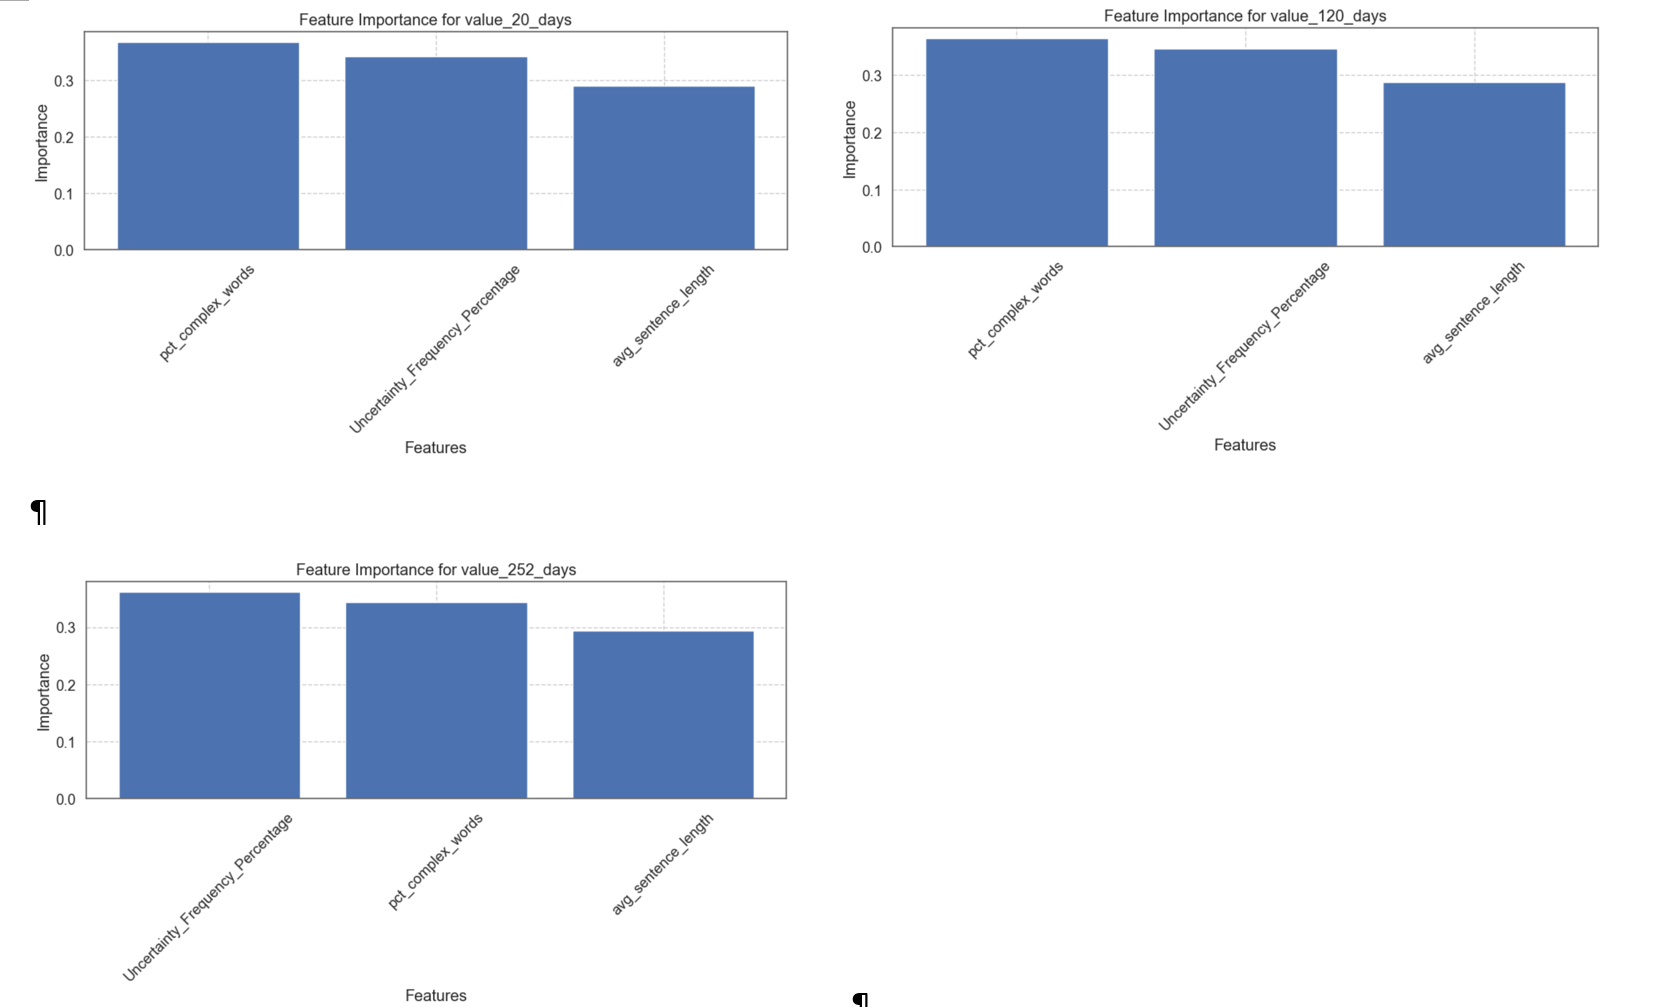 Feature Importance for value_20_days
0.3
0.2
0.1
0.0
Importance
pct_complex_words
Uncertainty_Frequency_Percentage
avg_sentence_length
Features
Feature Importance for value_120_days
0.3
0.2
0.1
0.0
Importance
pct_complex_words
Uncertainty_Frequency_Percentage
avg_sentence_length
Features
¶
Feature Importance for value_252_days
0.3
0.2
0.1
0.0
Importance
Uncertainty_Frequency_Percentage
pct_complex_words
avg_sentence_length
Features
¶